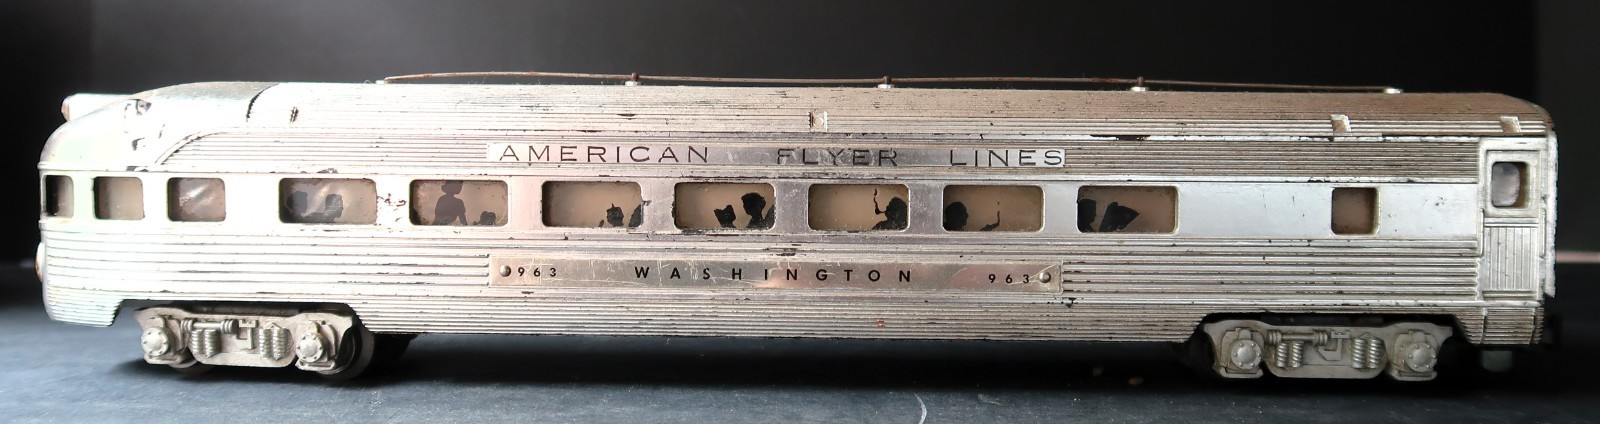 AMERICAN FLYER LINES
963 WASHINGTON 963